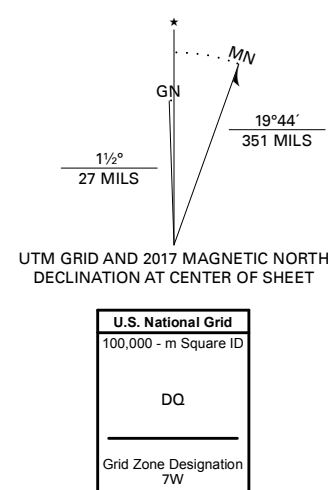 ★
MN
GN
19°44´
351 MILS
1½°
27 MILS
UTM GRID AND 2017 MAGNETIC NORTH
DECLINATION AT CENTER OF SHEET
U.S. National Grid
100,000 - m Square ID
DQ
Grid Zone Designation
7W